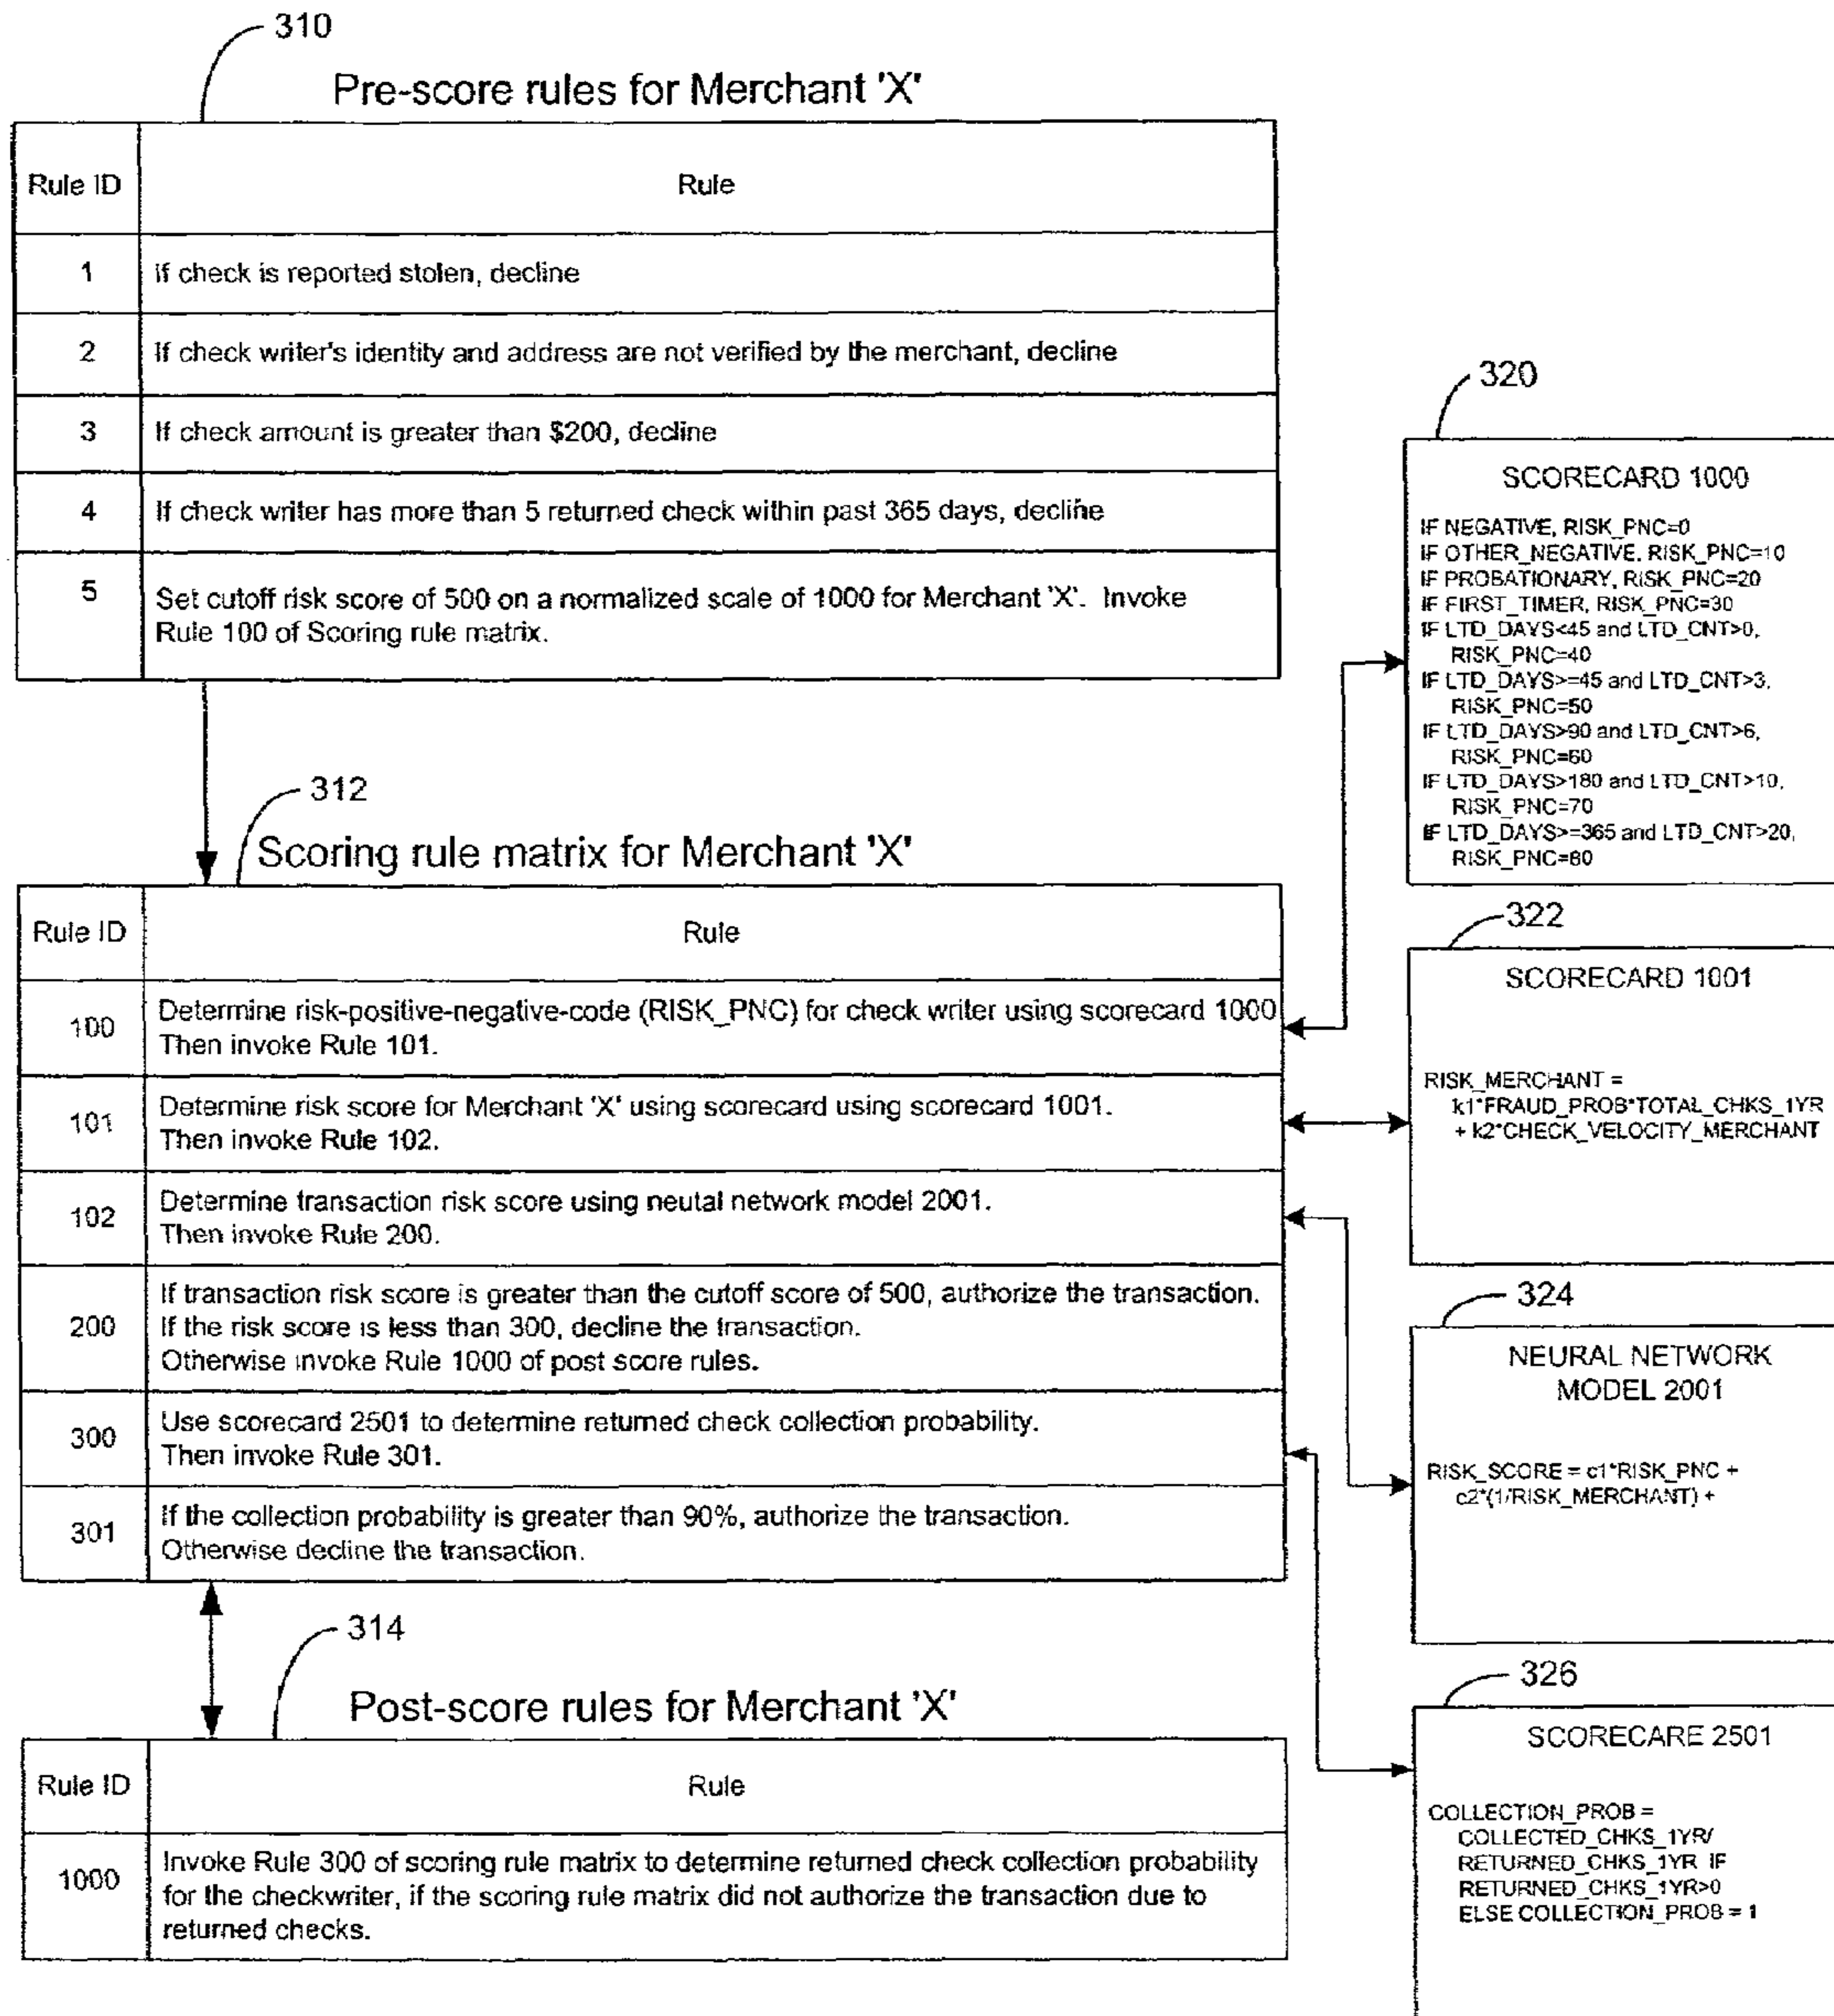 310
Pre-score rules for Merchant 'X'
Rule ID
Rule
1
If check is reported stolen, decline
2
If check writer's identity and address are not verified by the merchant, decline
3
If check amount is greater than $200, decline
4
If check writer has more than 5 returned check within past 365 days, decline
5
Set cutoff risk score of 500 on a normalized scale of 1000 for Merchant 'X'. Invoke
Rule 100 of Scoring rule matrix.
312
Scoring rule matrix for Merchant 'X'
Rule ID
Rule
100
Determine risk-positive-negative-code (RISK_PNC) for check writer using scorecard 1000
Then invoke Rule 101.
101
Determine risk score for Merchant 'X' using scorecard using scorecard 1001.
Then invoke Rule 102.
102
Determine transaction risk score using neutal network model 2001.
Then invoke Rule 200.
200
If transaction risk score is greater than the cutoff score of 500, authorize the transaction.
If the risk score is less than 300, decline the transaction.
Otherwise invoke Rule 1000 of post score rules.
300
Use scorecard 2501 to determine returned check collection probability.
Then invoke Rule 301.
301
If the collection probability is greater than 90%, authorize the transaction.
Otherwise decline the transaction.
314
Post-score rules for Merchant 'X'
Rule ID
Rule
1000
Invoke Rule 300 of scoring rule matrix to determine returned check collection probability
for the checkwriter, if the scoring rule matrix did not authorize the transaction due to
returned checks.
320
SCORECARD 1000
IF NEGATIVE, RISK_PNC=0
IF OTHER_NEGATIVE, RISK_PNC=10
IF PROBATIONARY, RISK_PNC=20
IF FIRST_TIMER, RISK_PNC=30
IF LTD_DAYS<45 and LTD_CNT>0,
RISK_PNC=40
IF LTD_DAYS>=45 and LTD_CNT>3,
RISK_PNC=50
IF LTD_DAYS>90 and LTD_CNT>6,
RISK_PNC=60
IF LTD_DAYS>180 and LTD_CNT>10,
RISK_PNC=70
IF LTD_DAYS>=365 and LTD_CNT>20,
RISK_PNC=80
322
SCORECARD 1001
RISK_MERCHANT =
k1*FRAUD_PROB*TOTAL_CHKS_1YR
+ k2*CHECK_VELOCITY_MERCHANT
324
NEURAL NETWORK
MODEL 2001
RISK_SCORE = c1*RISK_PNC +
c2*(1/RISK_MERCHANT) +
326
SCORECARE 2501
COLLECTION_PROB =
COLLECTED_CHKS_1YR/
RETURNED_CHKS_1YR IF
RETURNED_CHKS_1YR>0
ELSE COLLECTION_PROB = 1